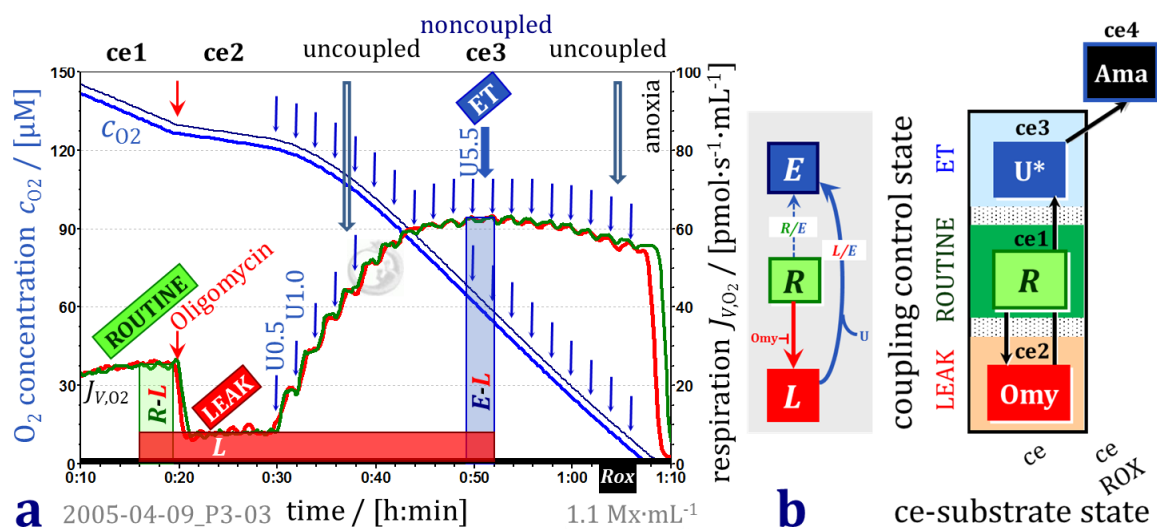 noncoupled
ce1 ce2 uncoupled ce3 uncoupled
ce4
Ama
150
120
90
60
30
0
O2 concentration cO2 / [µM]
cO2
ET
U5.5
anoxia
100
80
60
40
20
0
respiration JV,O2 / [pmol·s-1·mL-1]
ROUTINE
Oligomycin
U0.5
U1.0
JV,O2
R-L
LEAK
L
E-L
0:10 0:20 0:30 0:40 0:50 1:00 1:10
Rox
a 2005-04-09_P3-03 time / [h:min] 1.1 Mx·mL-1
E
R/E
L/E
R
Omy
U
L
b
coupling control state
LEAK ROUTINE ET
ce3
U*
ce1
R
ce2
Omy
ce
ce
ROX
ce-substrate state